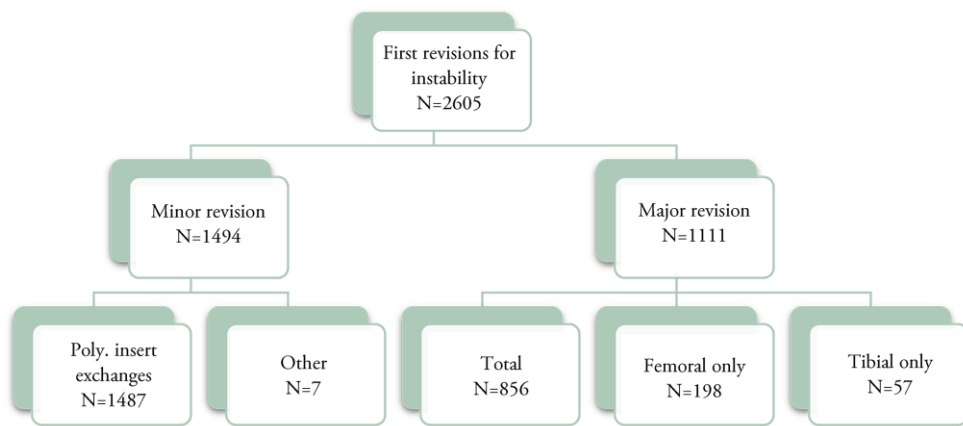 First revisions for
instability
N=2605
Minor revision
N=1494
Major revision
N=1111
Poly. insert
exchanges
N=1487
Other
N=7
Total
N=856
Femoral only
N=198
Tibial only
N=57